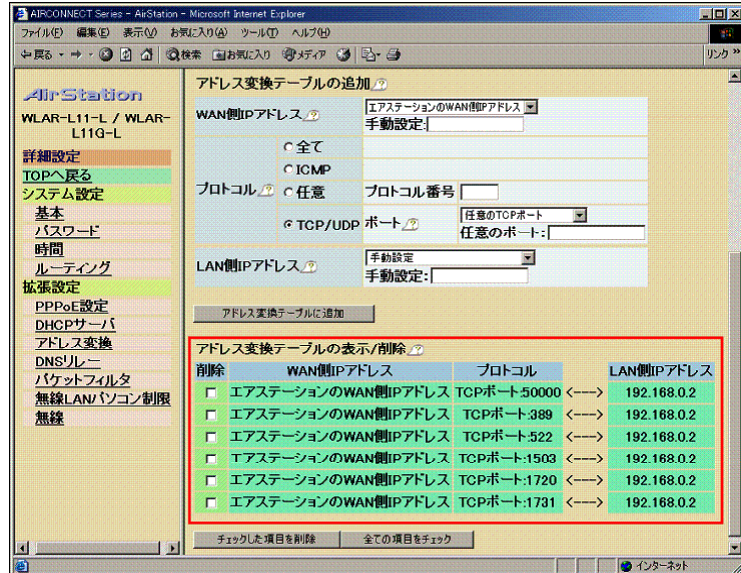 AIRCONNECT Series - AirStation - Microsoft Internet Explorer
ファイル(F) 編集(E) 表示(V) お気に入り(A) ツール(T) ヘルプ(H)
戻る 検索 お気に入り メディア リンク »
AirStation
WLAR-L11-L / WLAR-
L11G-L
詳細設定
TOPへ戻る
システム設定
基本
パスワード
時間
ルーティング
拡張設定
PPPoE設定
DHCPサーバ
アドレス変換
DNSリレー
パケットフィルタ
無線LANパソコン制限
無線
アドレス変換テーブルの追加 ?
WAN側IPアドレス ? エアステーションのWAN側IPアドレス
手動設定:
プロトコル ?
全て
ICMP
任意 プロトコル番号
TCP/UDP ポート ? 任意のTCPポート
任意のポート:
LAN側IPアドレス ? 手動設定
手動設定:
アドレス変換テーブルに追加
アドレス変換テーブルの表示/削除 ?
削除 WAN側IPアドレス プロトコル LAN側IPアドレス
エアステーションのWAN側IPアドレス TCPポート:50000 <---> 192.168.0.2
エアステーションのWAN側IPアドレス TCPポート:389 <---> 192.168.0.2
エアステーションのWAN側IPアドレス TCPポート:522 <---> 192.168.0.2
エアステーションのWAN側IPアドレス TCPポート:1503 <---> 192.168.0.2
エアステーションのWAN側IPアドレス TCPポート:1720 <---> 192.168.0.2
エアステーションのWAN側IPアドレス TCPポート:1731 <---> 192.168.0.2
チェックした項目を削除 全ての項目をチェック
インターネット